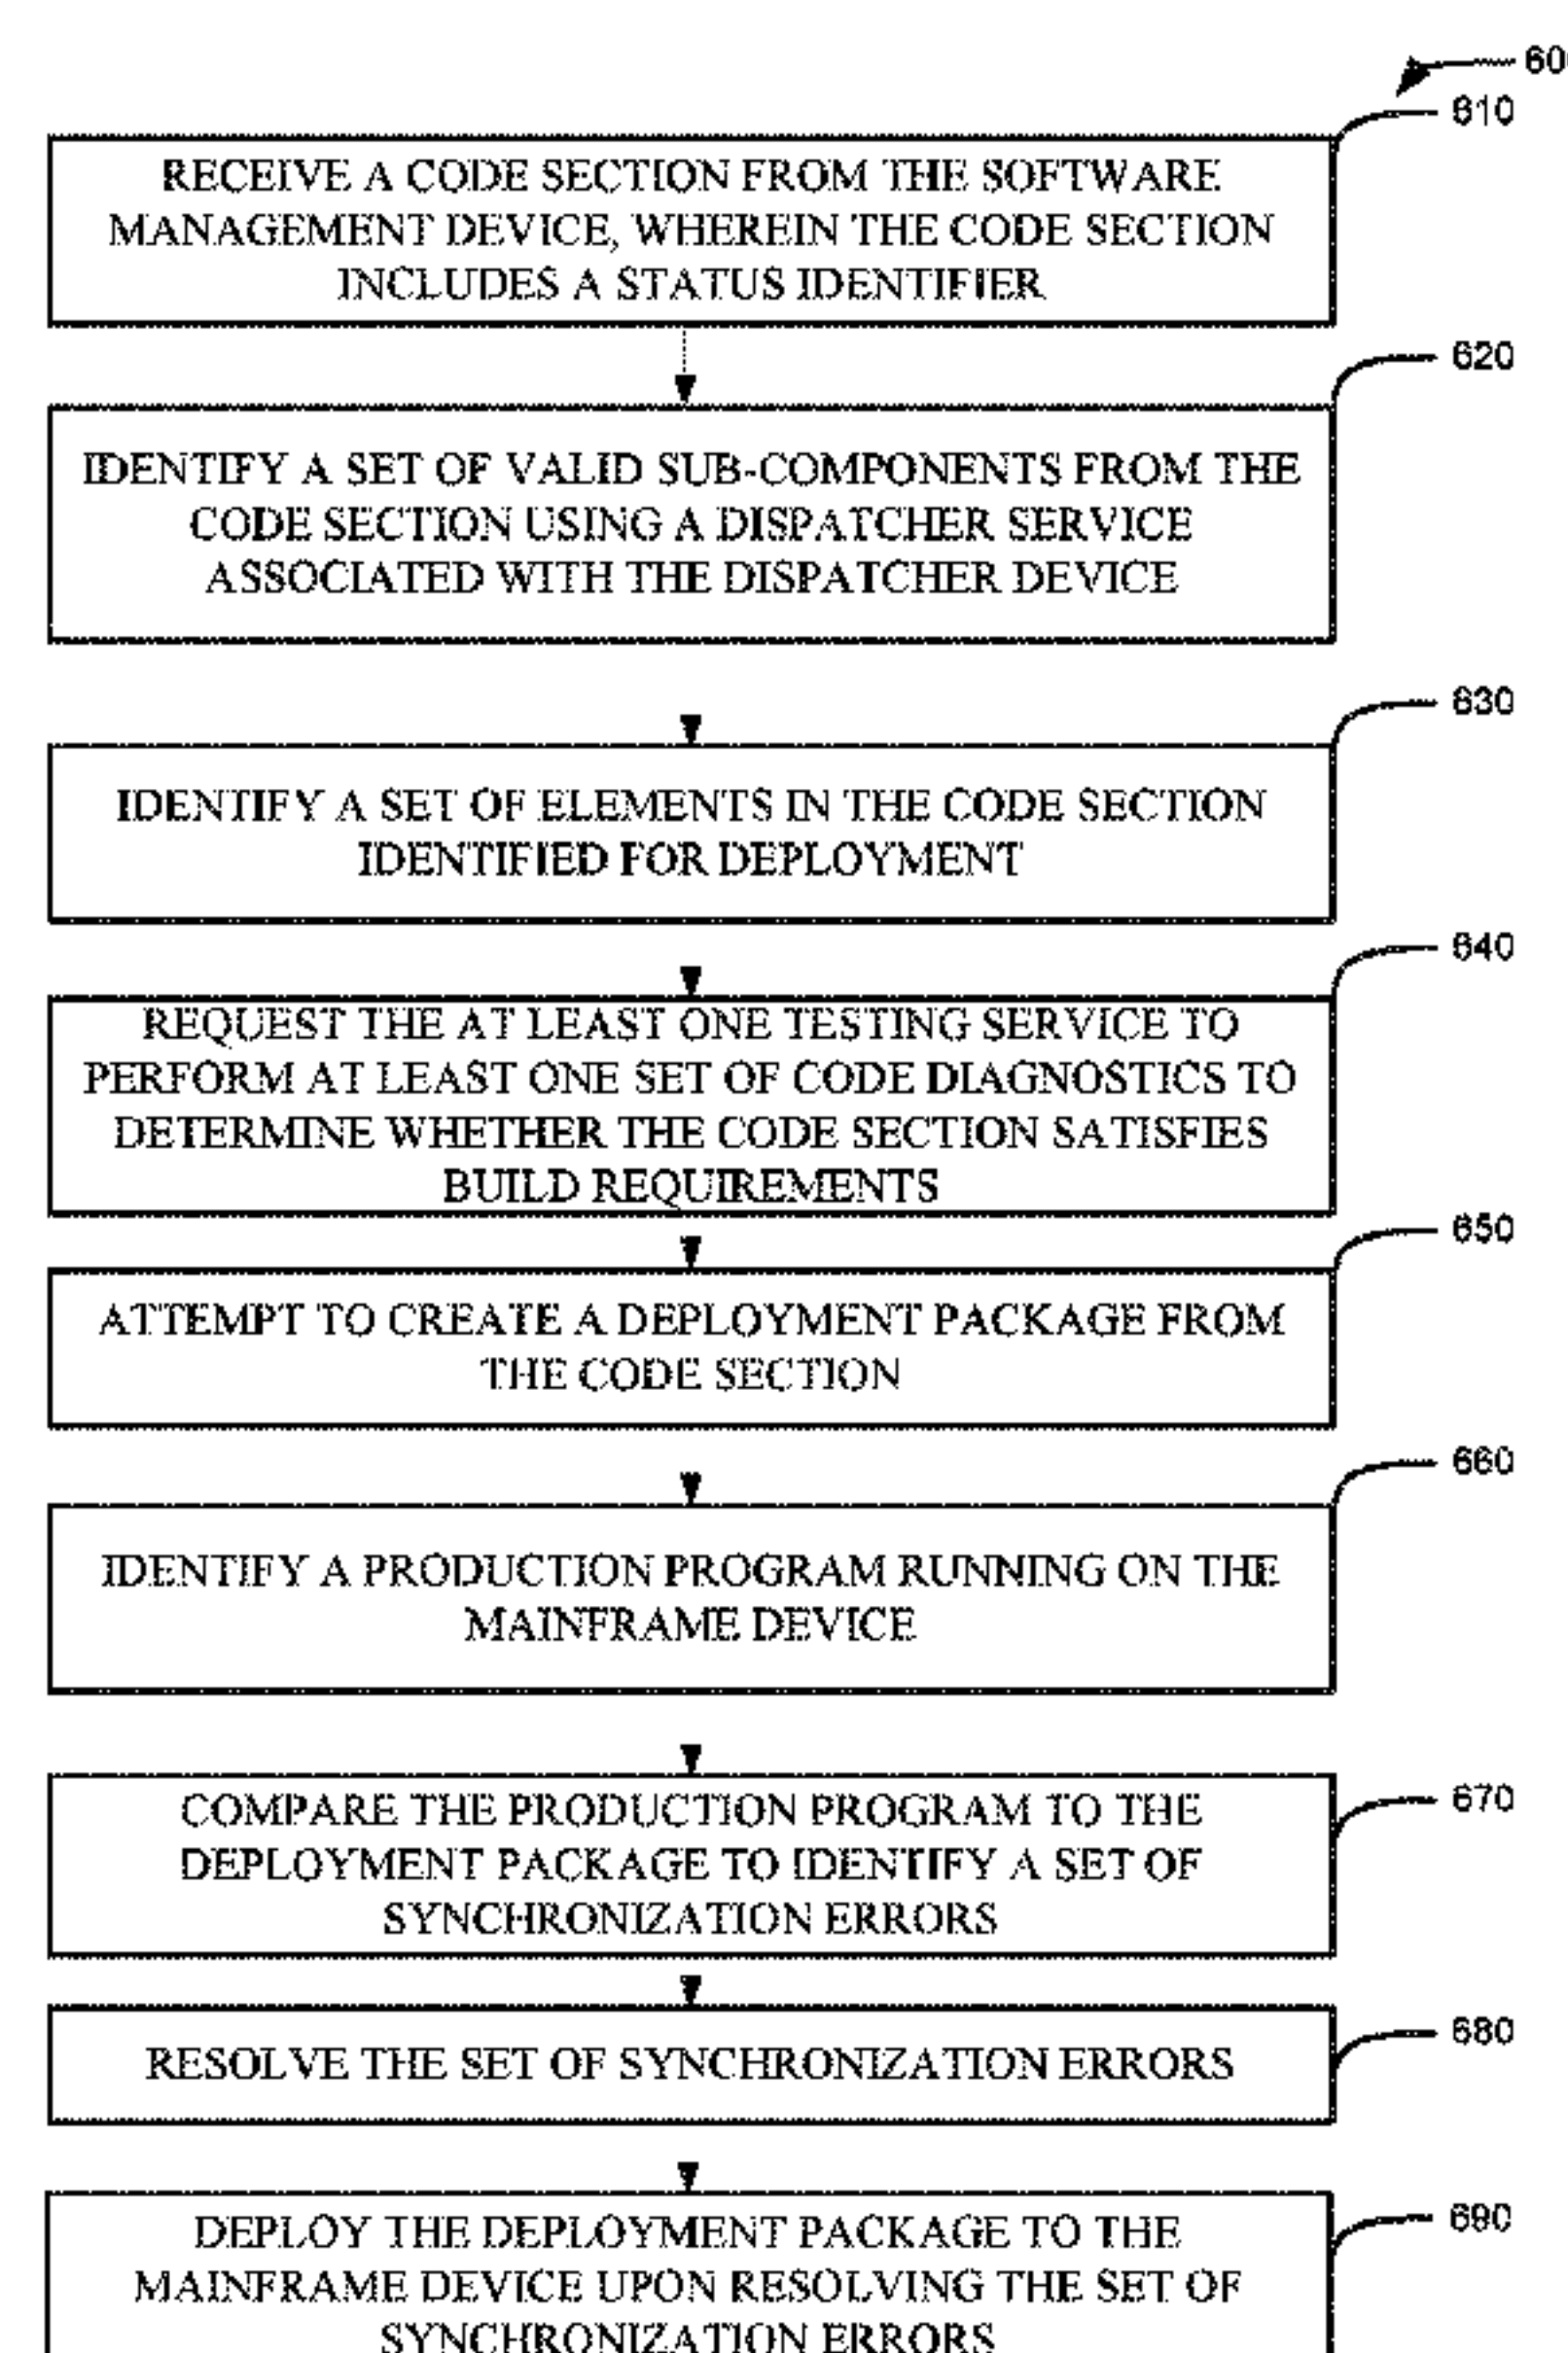 60
610
RECEIVE A CODE SECTION FROM THE SOFTWARE
MANAGEMENT DEVICE, WHEREIN THE CODE SECTION
INCLUDES A STATUS IDENTIFIER
620
IDENTIFY A SET OF VALID SUB-COMPONENTS FROM THE
CODE SECTION USING A DISPATCHER SERVICE
ASSOCIATED WITH THE DISPATCHER DEVICE
630
IDENTIFY A SET OF ELEMENTS IN THE CODE SECTION
IDENTIFIED FOR DEPLOYMENT
640
REQUEST THE AT LEAST ONE TESTING SERVICE TO
PERFORM AT LEAST ONE SET OF CODE DIAGNOSTICS TO
DETERMINE WHETHER THE CODE SECTION SATISFIES
BUILD REQUIREMENTS
650
ATTEMPT TO CREATE A DEPLOYMENT PACKAGE FROM
THE CODE SECTION
660
IDENTIFY A PRODUCTION PROGRAM RUNNING ON THE
MAINFRAME DEVICE
670
COMPARE THE PRODUCTION PROGRAM TO THE
DEPLOYMENT PACKAGE TO IDENTIFY A SET OF
SYNCHRONIZATION ERRORS
680
RESOLVE THE SET OF SYNCHRONIZATION ERRORS
690
DEPLOY THE DEPLOYMENT PACKAGE TO THE
MAINFRAME DEVICE UPON RESOLVING THE SET OF
SYNCHRONIZATION ERRORS